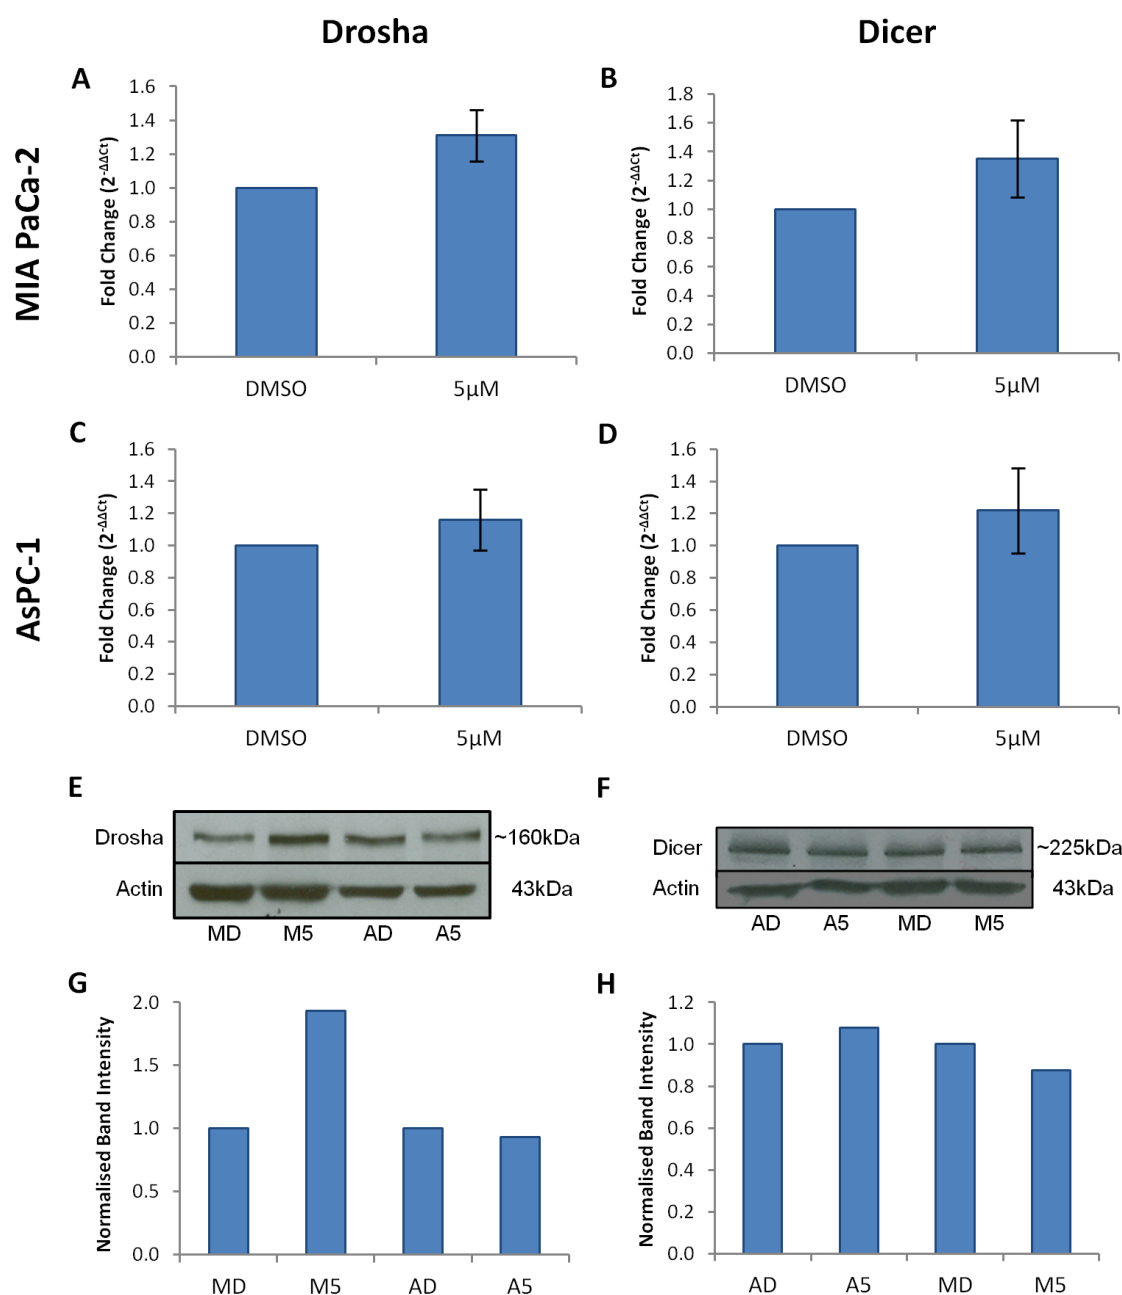 Drosha
Dicer
MIA PaCa-2
AsPC-1
A
Fold Change (2^-ΔΔCt)
1.6
1.4
1.2
1.0
0.8
0.6
0.4
0.2
0.0
DMSO 5µM
B
Fold Change (2^-ΔΔCt)
1.8
1.6
1.4
1.2
1.0
0.8
0.6
0.4
0.2
0.0
DMSO 5µM
C
Fold Change (2^-ΔΔCt)
1.6
1.4
1.2
1.0
0.8
0.6
0.4
0.2
0.0
DMSO 5µM
D
Fold Change (2^-ΔΔCt)
1.6
1.4
1.2
1.0
0.8
0.6
0.4
0.2
0.0
DMSO 5µM
E
Drosha ~160kDa
Actin 43kDa
MD M5 AD A5
F
Dicer ~225kDa
Actin 43kDa
AD A5 MD M5
G
Normalised Band Intensity
2.0
1.5
1.0
0.5
0.0
MD M5 AD A5
H
Normalised Band Intensity
1.2
1.0
0.8
0.6
0.4
0.2
0.0
AD A5 MD M5